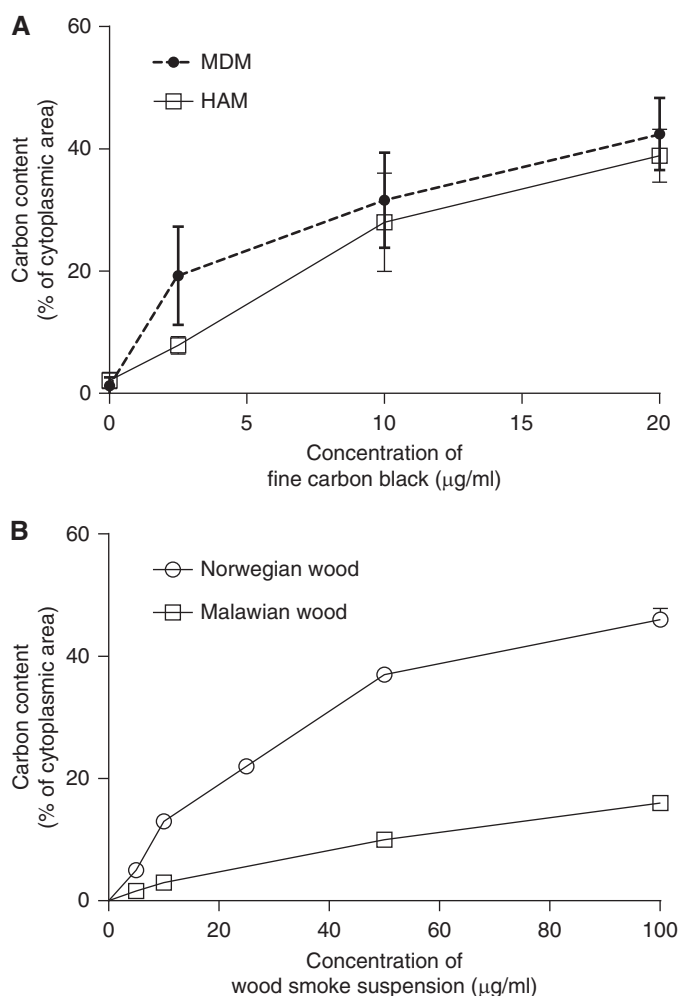 A
60
40
20
0
Carbon content
(% of cytoplasmic area)
MDM
HAM
0 5 10 15 20
Concentration of
fine carbon black (μg/ml)
B
60
40
20
0
Carbon content
(% of cytoplasmic area)
Norwegian wood
Malawian wood
0 20 40 60 80 100
Concentration of
wood smoke suspension (μg/ml)